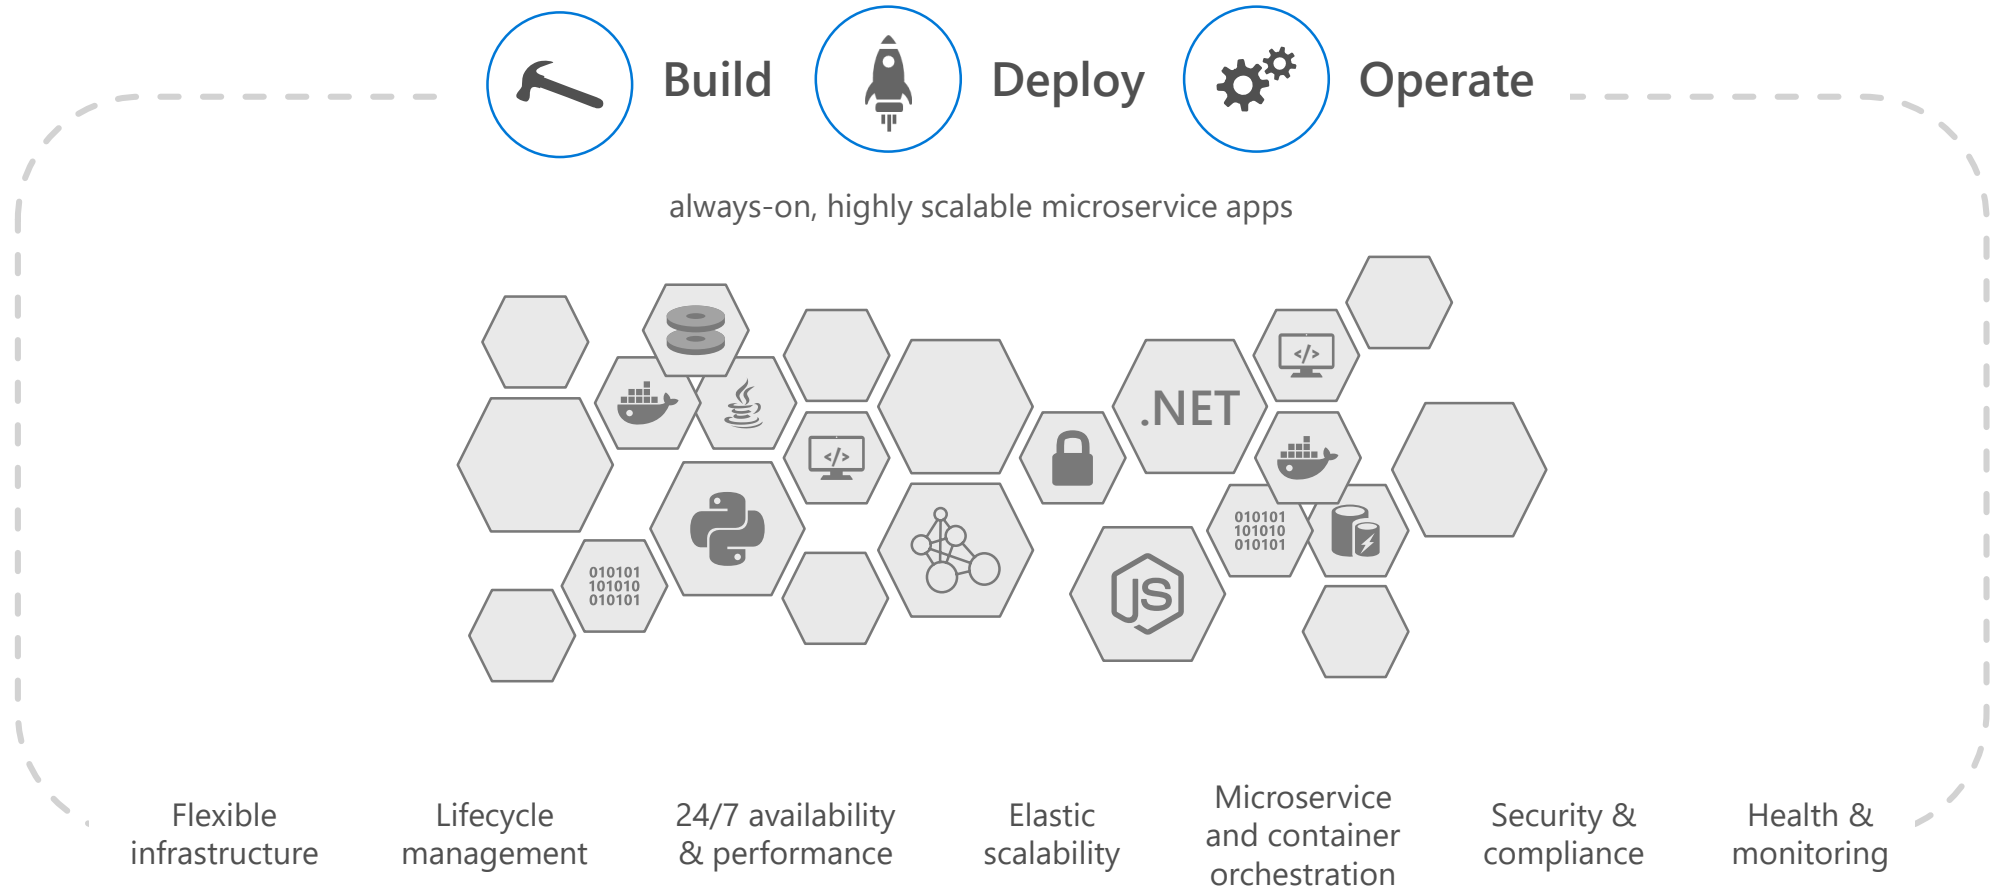 Build
Deploy
Operate
always-on, highly scalable microservice apps
</>
.NET
</>
010101
101010
010101
JS
010101
101010
010101
Flexible
infrastructure
Lifecycle
management
24/7 availability
& performance
Elastic
scalability
Microservice
and container
orchestration
Security &
compliance
Health &
monitoring